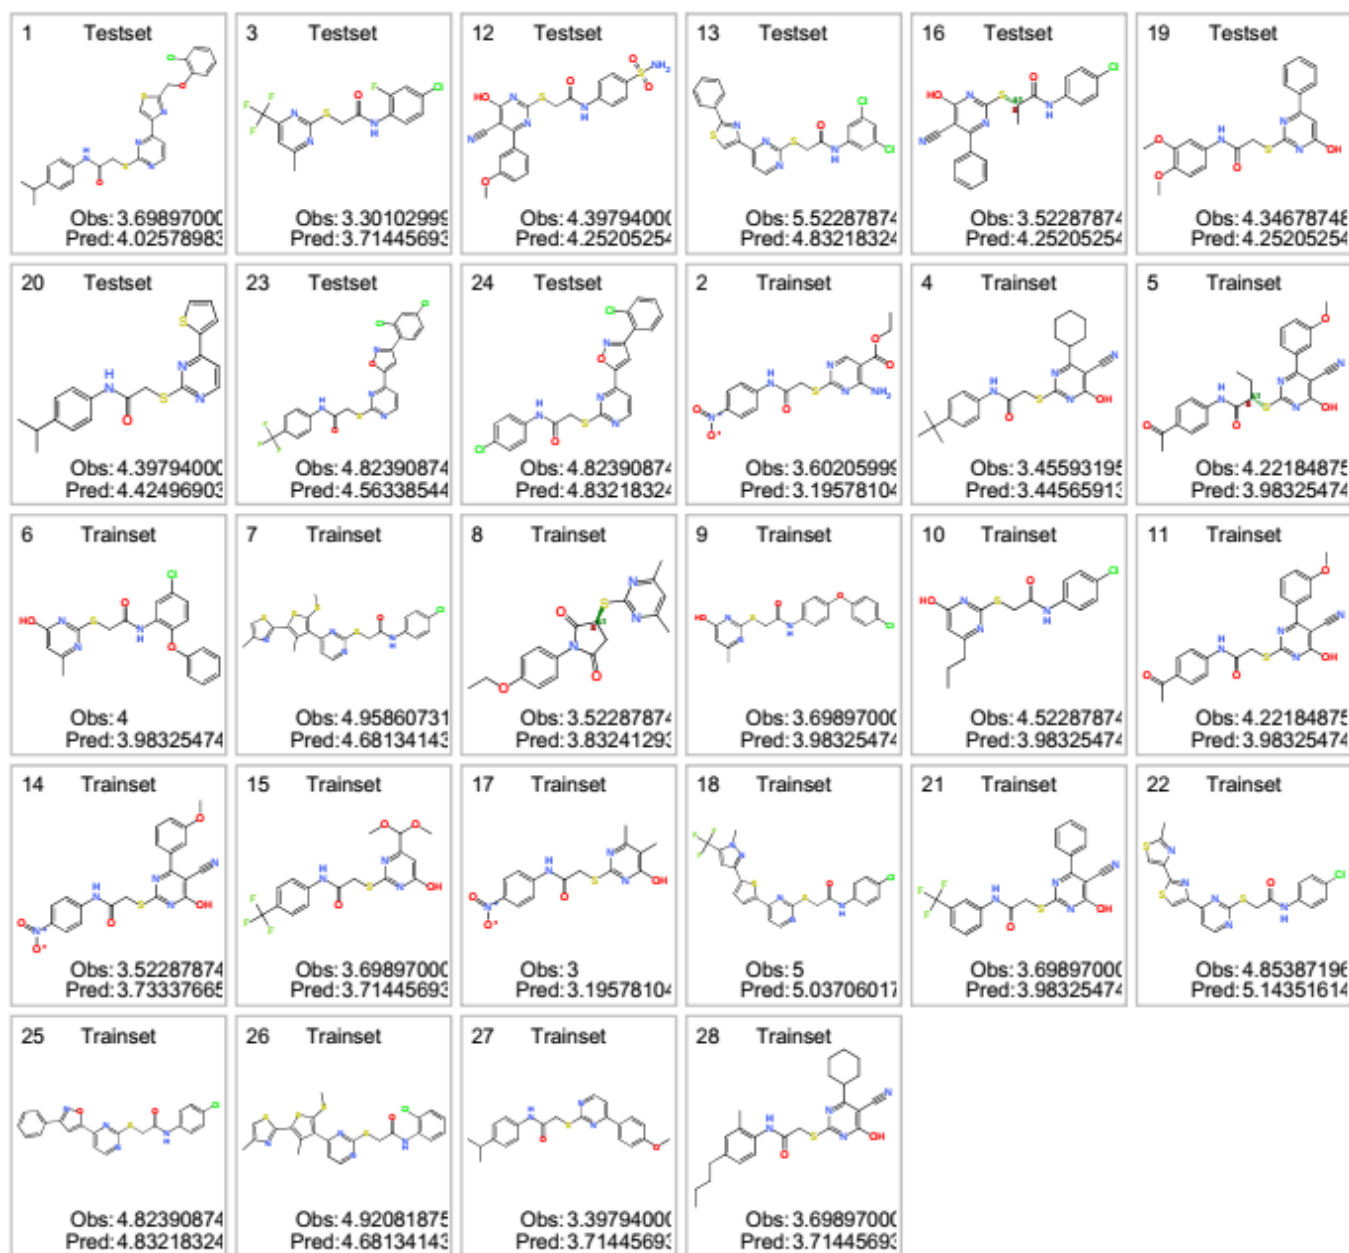 1 Testset
Obs: 3.69897000
Pred: 4.02578983
3 Testset
Obs: 3.30102999
Pred: 3.71445693
12 Testset
Obs: 4.39794000
Pred: 4.25205254
13 Testset
Obs: 5.52287874
Pred: 4.83218324
16 Testset
Obs: 3.52287874
Pred: 4.25205254
19 Testset
Obs: 4.34678748
Pred: 4.25205254
20 Testset
Obs: 4.39794000
Pred: 4.42496903
23 Testset
Obs: 4.82390874
Pred: 4.56338544
24 Testset
Obs: 4.82390874
Pred: 4.83218324
2 Trainset
Obs: 3.60205999
Pred: 3.19578104
4 Trainset
Obs: 3.45593195
Pred: 3.44565913
5 Trainset
Obs: 4.22184875
Pred: 3.98325474
6 Trainset
Obs: 4
Pred: 3.98325474
7 Trainset
Obs: 4.95860731
Pred: 4.68134143
8 Trainset
Obs: 3.52287874
Pred: 3.83241293
9 Trainset
Obs: 3.69897000
Pred: 3.98325474
10 Trainset
Obs: 4.52287874
Pred: 3.98325474
11 Trainset
Obs: 4.22184875
Pred: 3.98325474
14 Trainset
Obs: 3.52287874
Pred: 3.73337665
15 Trainset
Obs: 3.69897000
Pred: 3.71445693
17 Trainset
Obs: 3
Pred: 3.19578104
18 Trainset
Obs: 5
Pred: 5.03706017
21 Trainset
Obs: 3.69897000
Pred: 3.98325474
22 Trainset
Obs: 4.85387196
Pred: 5.14351614
25 Trainset
Obs: 4.82390874
Pred: 4.83218324
26 Trainset
Obs: 4.92081875
Pred: 4.68134143
27 Trainset
Obs: 3.39794000
Pred: 3.71445693
28 Trainset
Obs: 3.69897000
Pred: 3.71445693